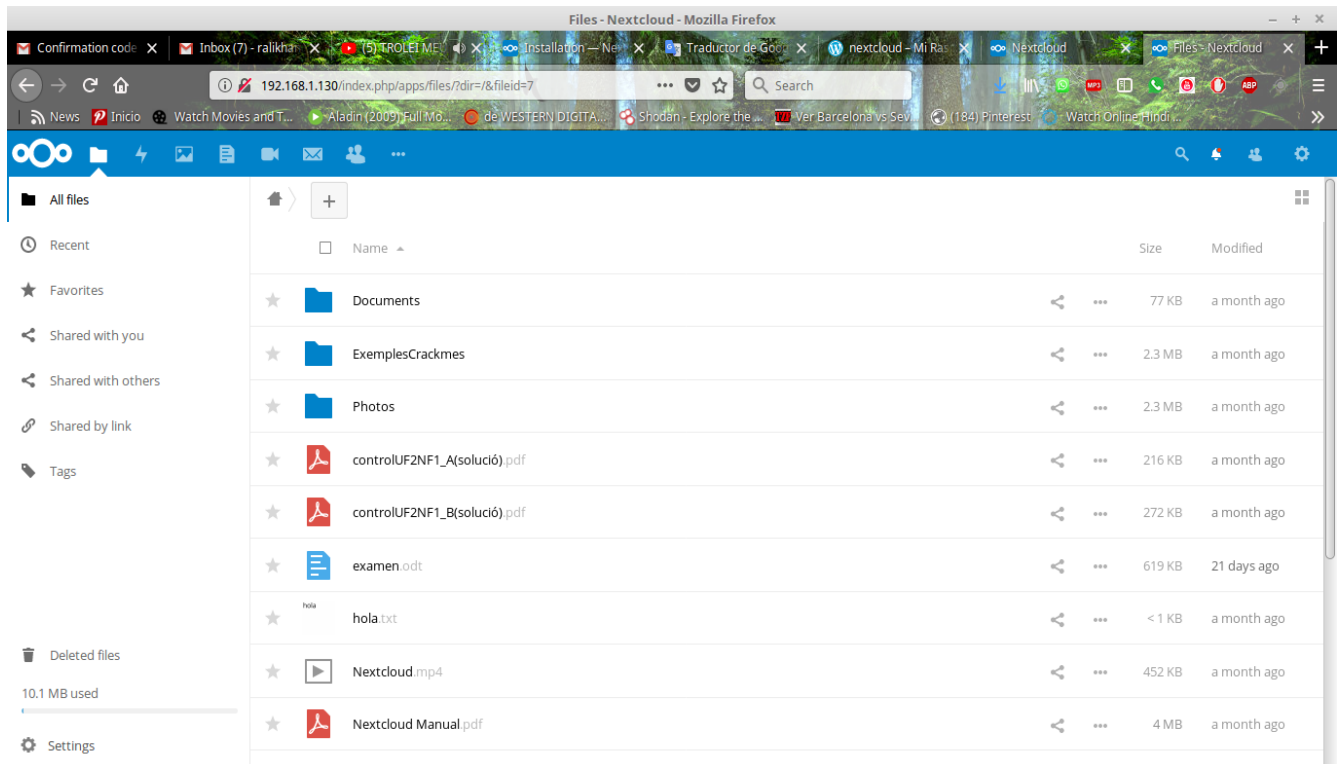 Files - Nextcloud - Mozilla Firefox
Confirmation code Inbox (7) - ralikha (5) TROLEI ME Installation — Ne Traductor de Goog nextcloud – Mi Ras Nextcloud Files - Nextcloud
192.168.1.130/index.php/apps/files/?dir=/&fileid=7 Search
News Inicio Watch Movies and T... Aladin (2009) Full Mo... de WESTERN DIGITA... Shodan - Explore the ... Ver Barcelona vs Sev... (184) Pinterest Watch Online Hindi ...
All files
Recent
Favorites
Shared with you
Shared with others
Shared by link
Tags
Deleted files
10.1 MB used
Settings
Name Size Modified
Documents 77 KB a month ago
ExemplesCrackmes 2.3 MB a month ago
Photos 2.3 MB a month ago
controlUF2NF1_A(solució).pdf 216 KB a month ago
controlUF2NF1_B(solució).pdf 272 KB a month ago
examen.odt 619 KB 21 days ago
hola
hola.txt < 1 KB a month ago
Nextcloud.mp4 452 KB a month ago
Nextcloud Manual.pdf 4 MB a month ago